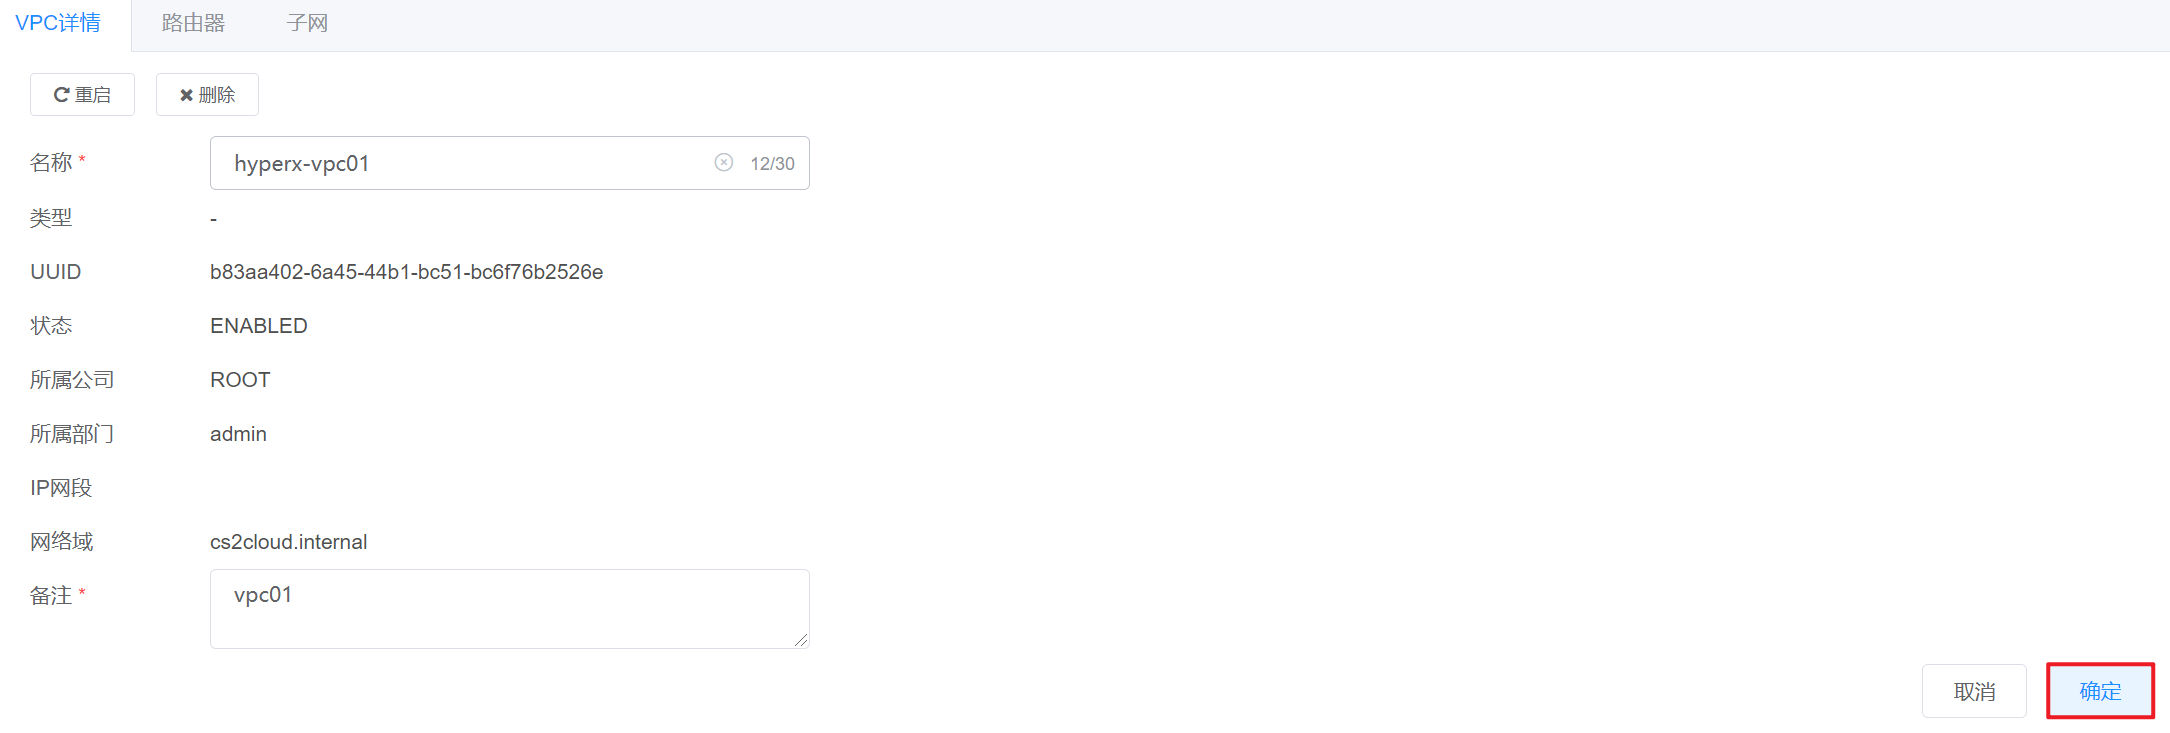 VPC详情 路由器 子网
重启 删除
名称 * hyperx-vpc01 12/30
类型 -
UUID b83aa402-6a45-44b1-bc51-bc6f76b2526e
状态 ENABLED
所属公司 ROOT
所属部门 admin
IP网段
网络域 cs2cloud.internal
备注 * vpc01
取消 确定